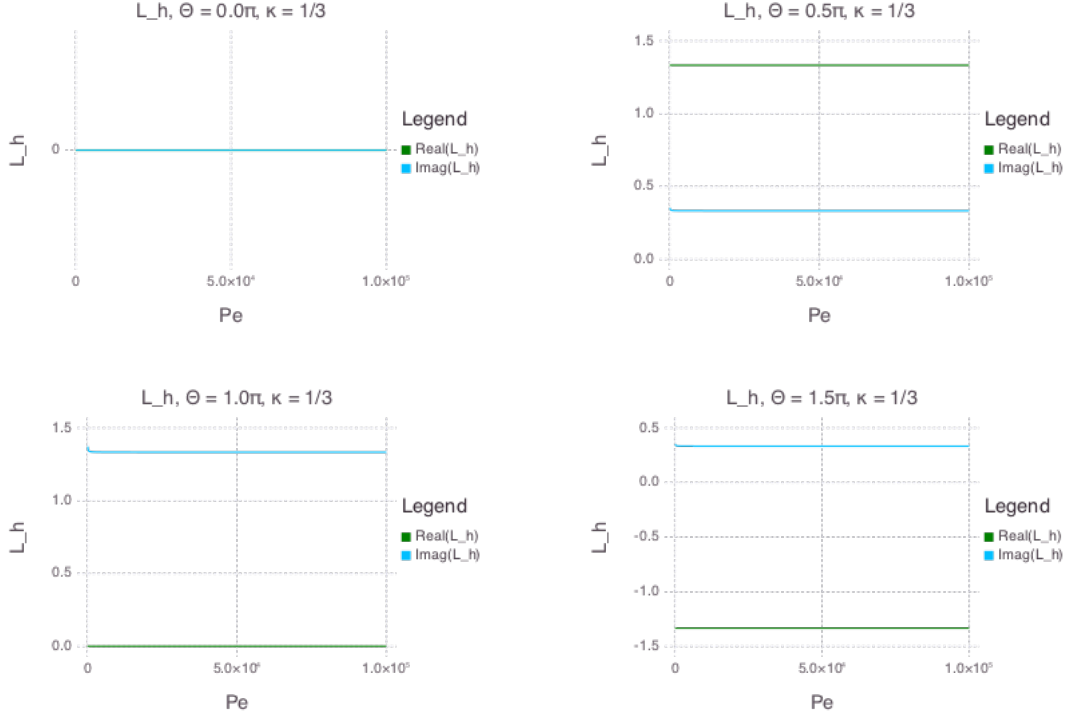 L_h, Θ = 0.0π, κ = 1/3
L_h
0
0
5.0×10⁴
1.0×10⁵
Pe
Legend
Real(L_h)
Imag(L_h)
L_h, Θ = 0.5π, κ = 1/3
L_h
1.5
1.0
0.5
0.0
0
5.0×10⁴
1.0×10⁵
Pe
Legend
Real(L_h)
Imag(L_h)
L_h, Θ = 1.0π, κ = 1/3
L_h
1.5
1.0
0.5
0.0
0
5.0×10⁴
1.0×10⁵
Pe
Legend
Real(L_h)
Imag(L_h)
L_h, Θ = 1.5π, κ = 1/3
L_h
0.5
0.0
-0.5
-1.0
-1.5
0
5.0×10⁴
1.0×10⁵
Pe
Legend
Real(L_h)
Imag(L_h)